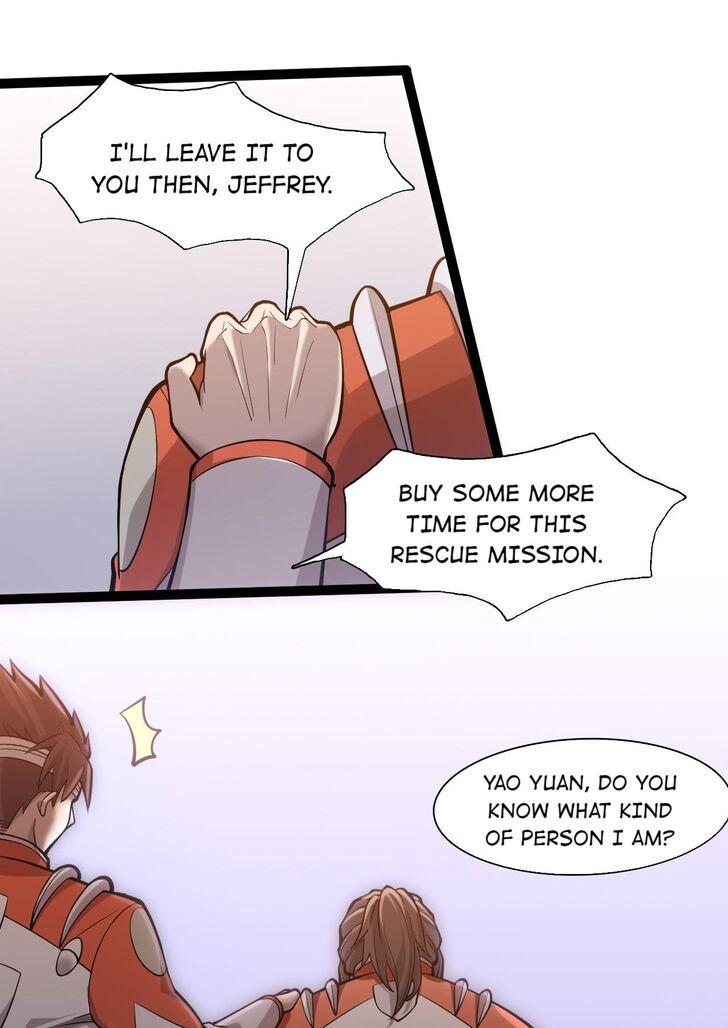 I'LL LEAVE IT TO
YOU THEN, JEFFREY.
BUY SOME MORE
TIME FOR THIS
RESCUE MISSION.
YAO YUAN, DO YOU
KNOW WHAT KIND
OF PERSON I AM?